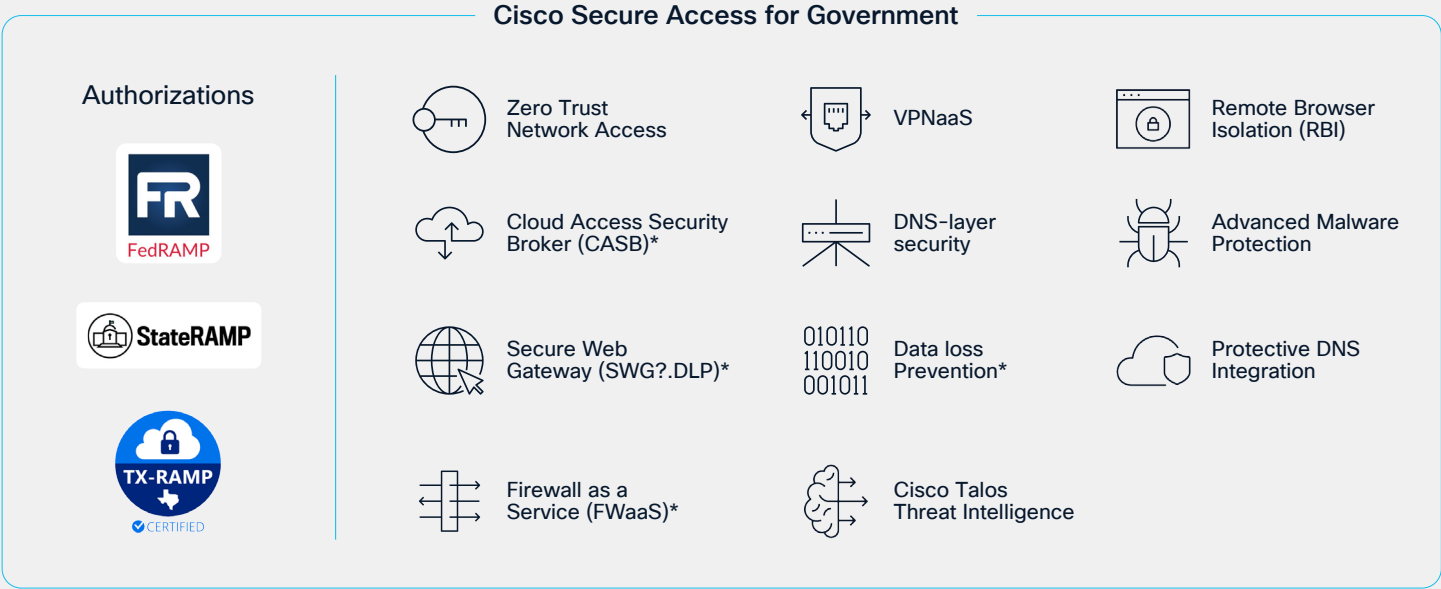 Cisco Secure Access for Government
Authorizations
FR
FedRAMP
StateRAMP
TX-RAMP
CERTIFIED
Zero Trust
Network Access
VPNaaS
Remote Browser
Isolation (RBI)
Cloud Access Security
Broker (CASB)*
DNS-layer
security
Advanced Malware
Protection
Secure Web
Gateway (SWG?.DLP)*
010110
110010
001011
Data loss
Prevention*
Protective DNS
Integration
Firewall as a
Service (FWaaS)*
Cisco Talos
Threat Intelligence